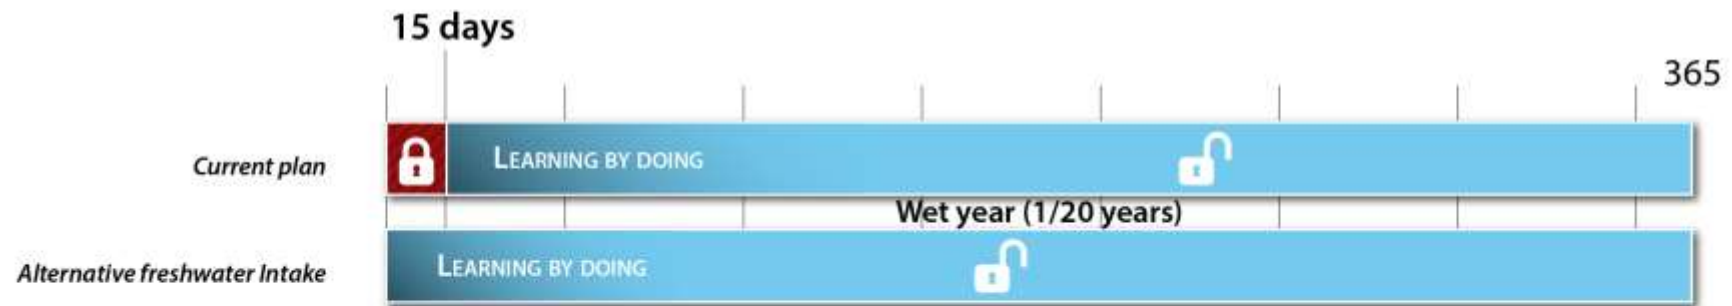 15 days
365
Current plan
LEARNING BY DOING
Wet year (1/20 years)
Alternative freshwater Intake
LEARNING BY DOING